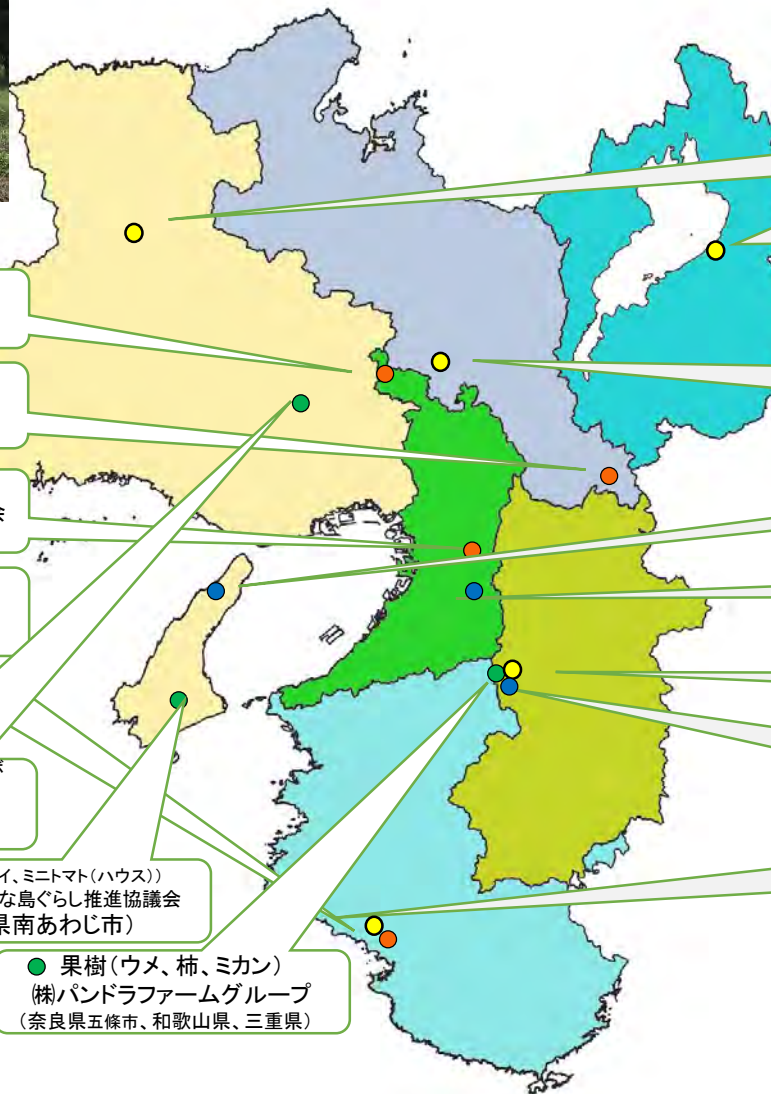 会
ボ
イ、ミニトマト(ハウス))
な島ぐらし推進協議会
県南あわじ市)
果樹(ウメ、柿、ミカン)
㈱パンドラファームグループ
(奈良県五條市、和歌山県、三重県)